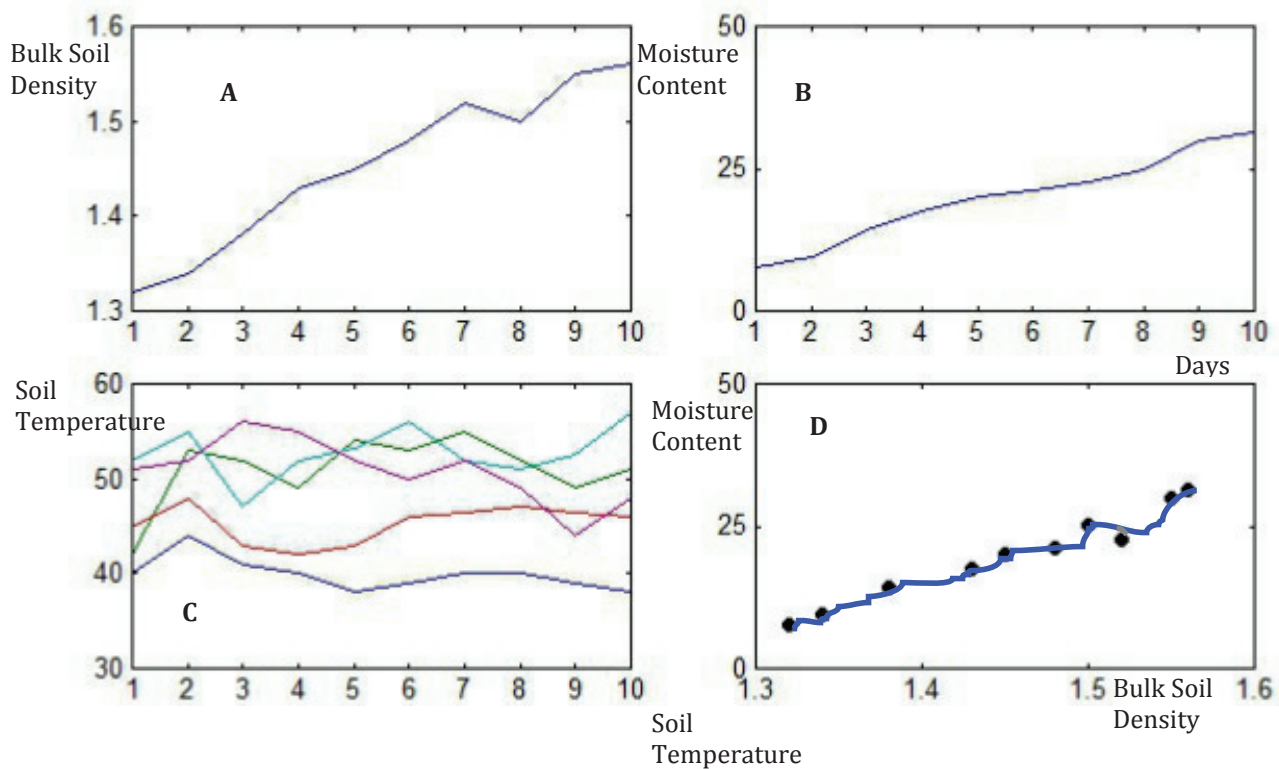 1.6
Bulk Soil
Density
A
1.5
1.4
1.3
1 2 3 4 5 6 7 8 9 10
50
Moisture
Content
B
25
0
1 2 3 4 5 6 7 8 9 10
Days
60
Soil
Temperature
50
40
C
30
1 2 3 4 5 6 7 8 9 10
Soil
Temperature
50
Moisture
Content
D
25
0
1.3 1.4 1.5 1.6
Bulk Soil
Density